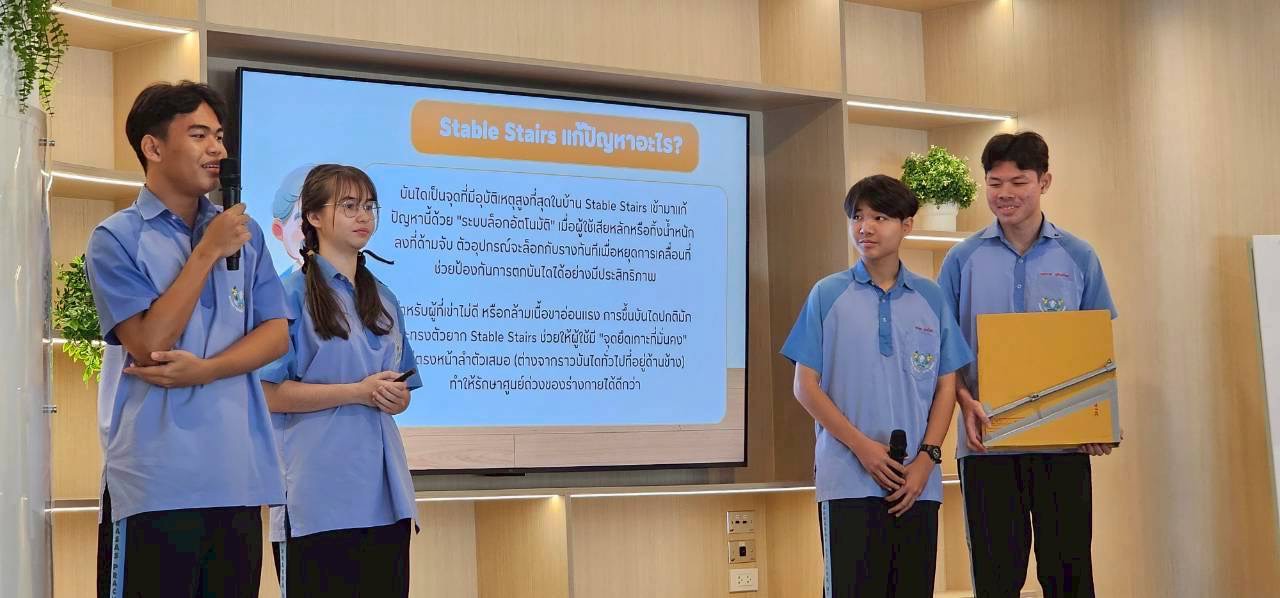 Stable Stairs แก้ปัญหาอะไร?
บันไดเป็นจุดที่มีอุบัติเหตุสูงที่สุดในบ้าน Stable Stairs เข้ามาแก้
ปัญหานี้ด้วย "ระบบล็อกอัตโนมัติ" เมื่อผู้ใช้เสียหลักหรือทิ้งน้ำหนัก
ลงที่ด้ามจับ ตัวอุปกรณ์จะล็อกกับรางทันทีเพื่อหยุดการเคลื่อนที่
ช่วยป้องกันการตกบันไดได้อย่างมีประสิทธิภาพ
สำหรับผู้ที่เข่าไม่ดี หรือกล้ามเนื้อขาอ่อนแรง การขึ้นบันไดปกติมัก
ทรงตัวยาก Stable Stairs ช่วยให้ผู้ใช้มี "จุดยึดเกาะที่มั่นคง"
ตรงหน้าลำตัวเสมอ (ต่างจากราวบันไดทั่วไปที่อยู่ด้านข้าง)
ทำให้รักษาศูนย์ถ่วงของร่างกายได้ดีกว่า